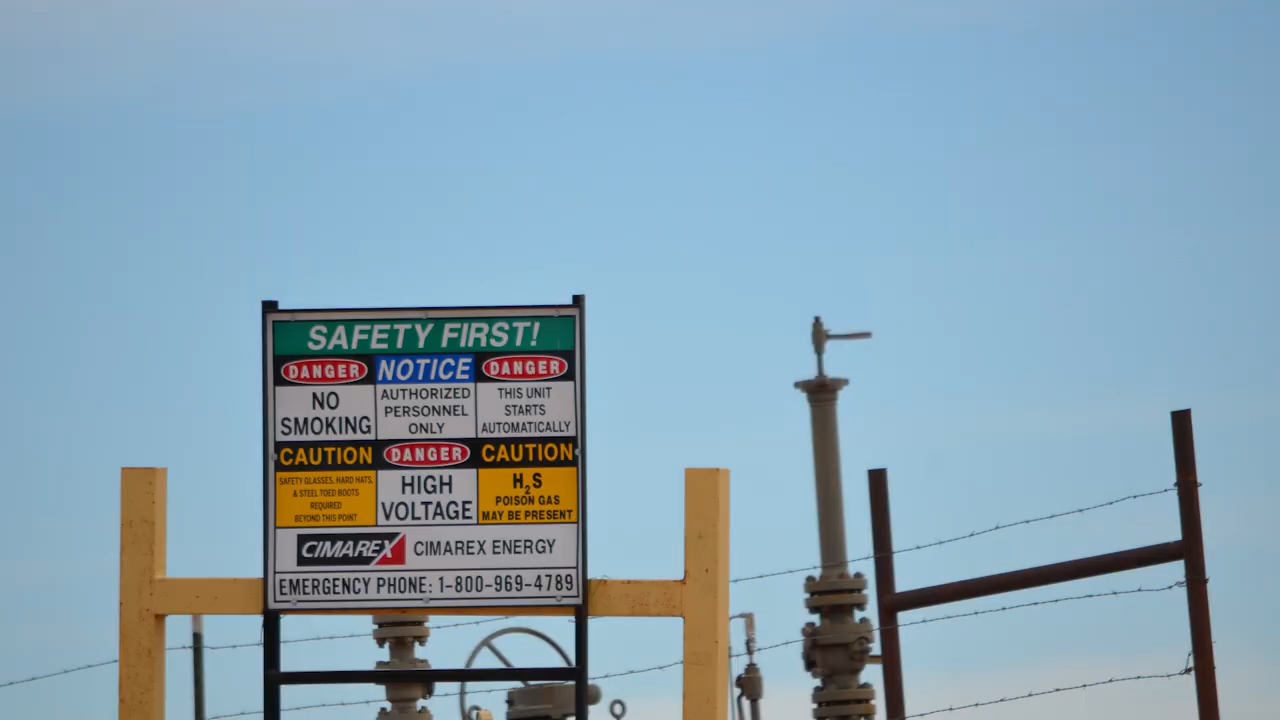 SAFETY FIRST!
DANGER
NO
SMOKING
NOTICE
AUTHORIZED
PERSONNEL
ONLY
DANGER
THIS UNIT
STARTS
AUTOMATICALLY
CAUTION
SAFETY GLASSES, HARD HATS,
& STEEL TOED BOOTS
REQUIRED
BEYOND THIS POINT
DANGER
HIGH
VOLTAGE
CAUTION
H2S
POISON GAS
MAY BE PRESENT
CIMAREX CIMAREX ENERGY
EMERGENCY PHONE: 1-800-969-4789